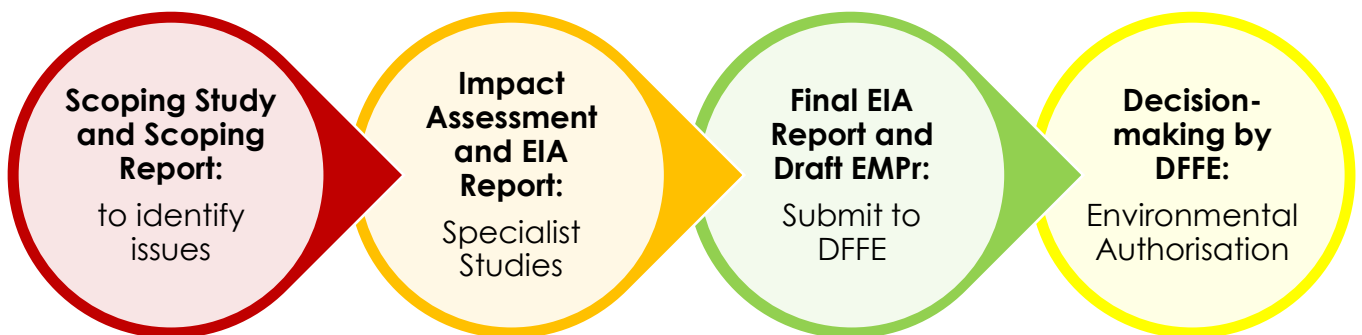 Scoping Study
and Scoping
Report:
to identify
issues
Impact
Assessment
and EIA
Report:
Specialist
Studies
Final EIA
Report and
Draft EMPr:
Submit to
DFFE
Decision-
making by
DFFE:
Environmental
Authorisation